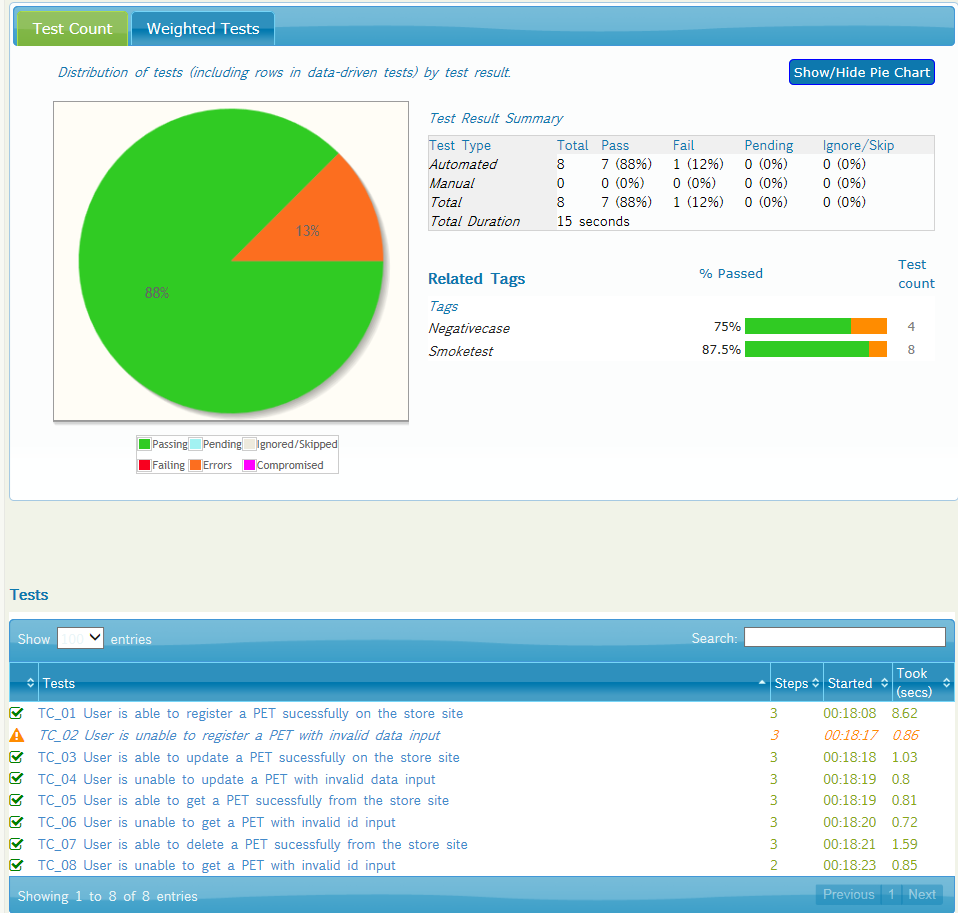 Test Count Weighted Tests
Distribution of tests (including rows in data-driven tests) by test result.
Show/Hide Pie Chart
13%
88%
Passing Pending Ignored/Skipped
Failing Errors Compromised
Test Result Summary
Test Type Total Pass Fail Pending Ignore/Skip
Automated 8 7 (88%) 1 (12%) 0 (0%) 0 (0%)
Manual 0 0 (0%) 0 (0%) 0 (0%) 0 (0%)
Total 8 7 (88%) 1 (12%) 0 (0%) 0 (0%)
Total Duration 15 seconds
Related Tags % Passed Test count
Tags
Negativecase 75% 4
Smoketest 87.5% 8
Tests
Show 100 entries Search:
Tests Steps Started Took (secs)
TC_01 User is able to register a PET sucessfully on the store site 3 00:18:08 8.62
TC_02 User is unable to register a PET with invalid data input 3 00:18:17 0.86
TC_03 User is able to update a PET sucessfully on the store site 3 00:18:18 1.03
TC_04 User is unable to update a PET with invalid data input 3 00:18:19 0.8
TC_05 User is able to get a PET sucessfully from the store site 3 00:18:19 0.81
TC_06 User is unable to get a PET with invalid id input 3 00:18:20 0.72
TC_07 User is able to delete a PET sucessfully from the store site 3 00:18:21 1.59
TC_08 User is unable to get a PET with invalid id input 2 00:18:23 0.85
Showing 1 to 8 of 8 entries Previous 1 Next